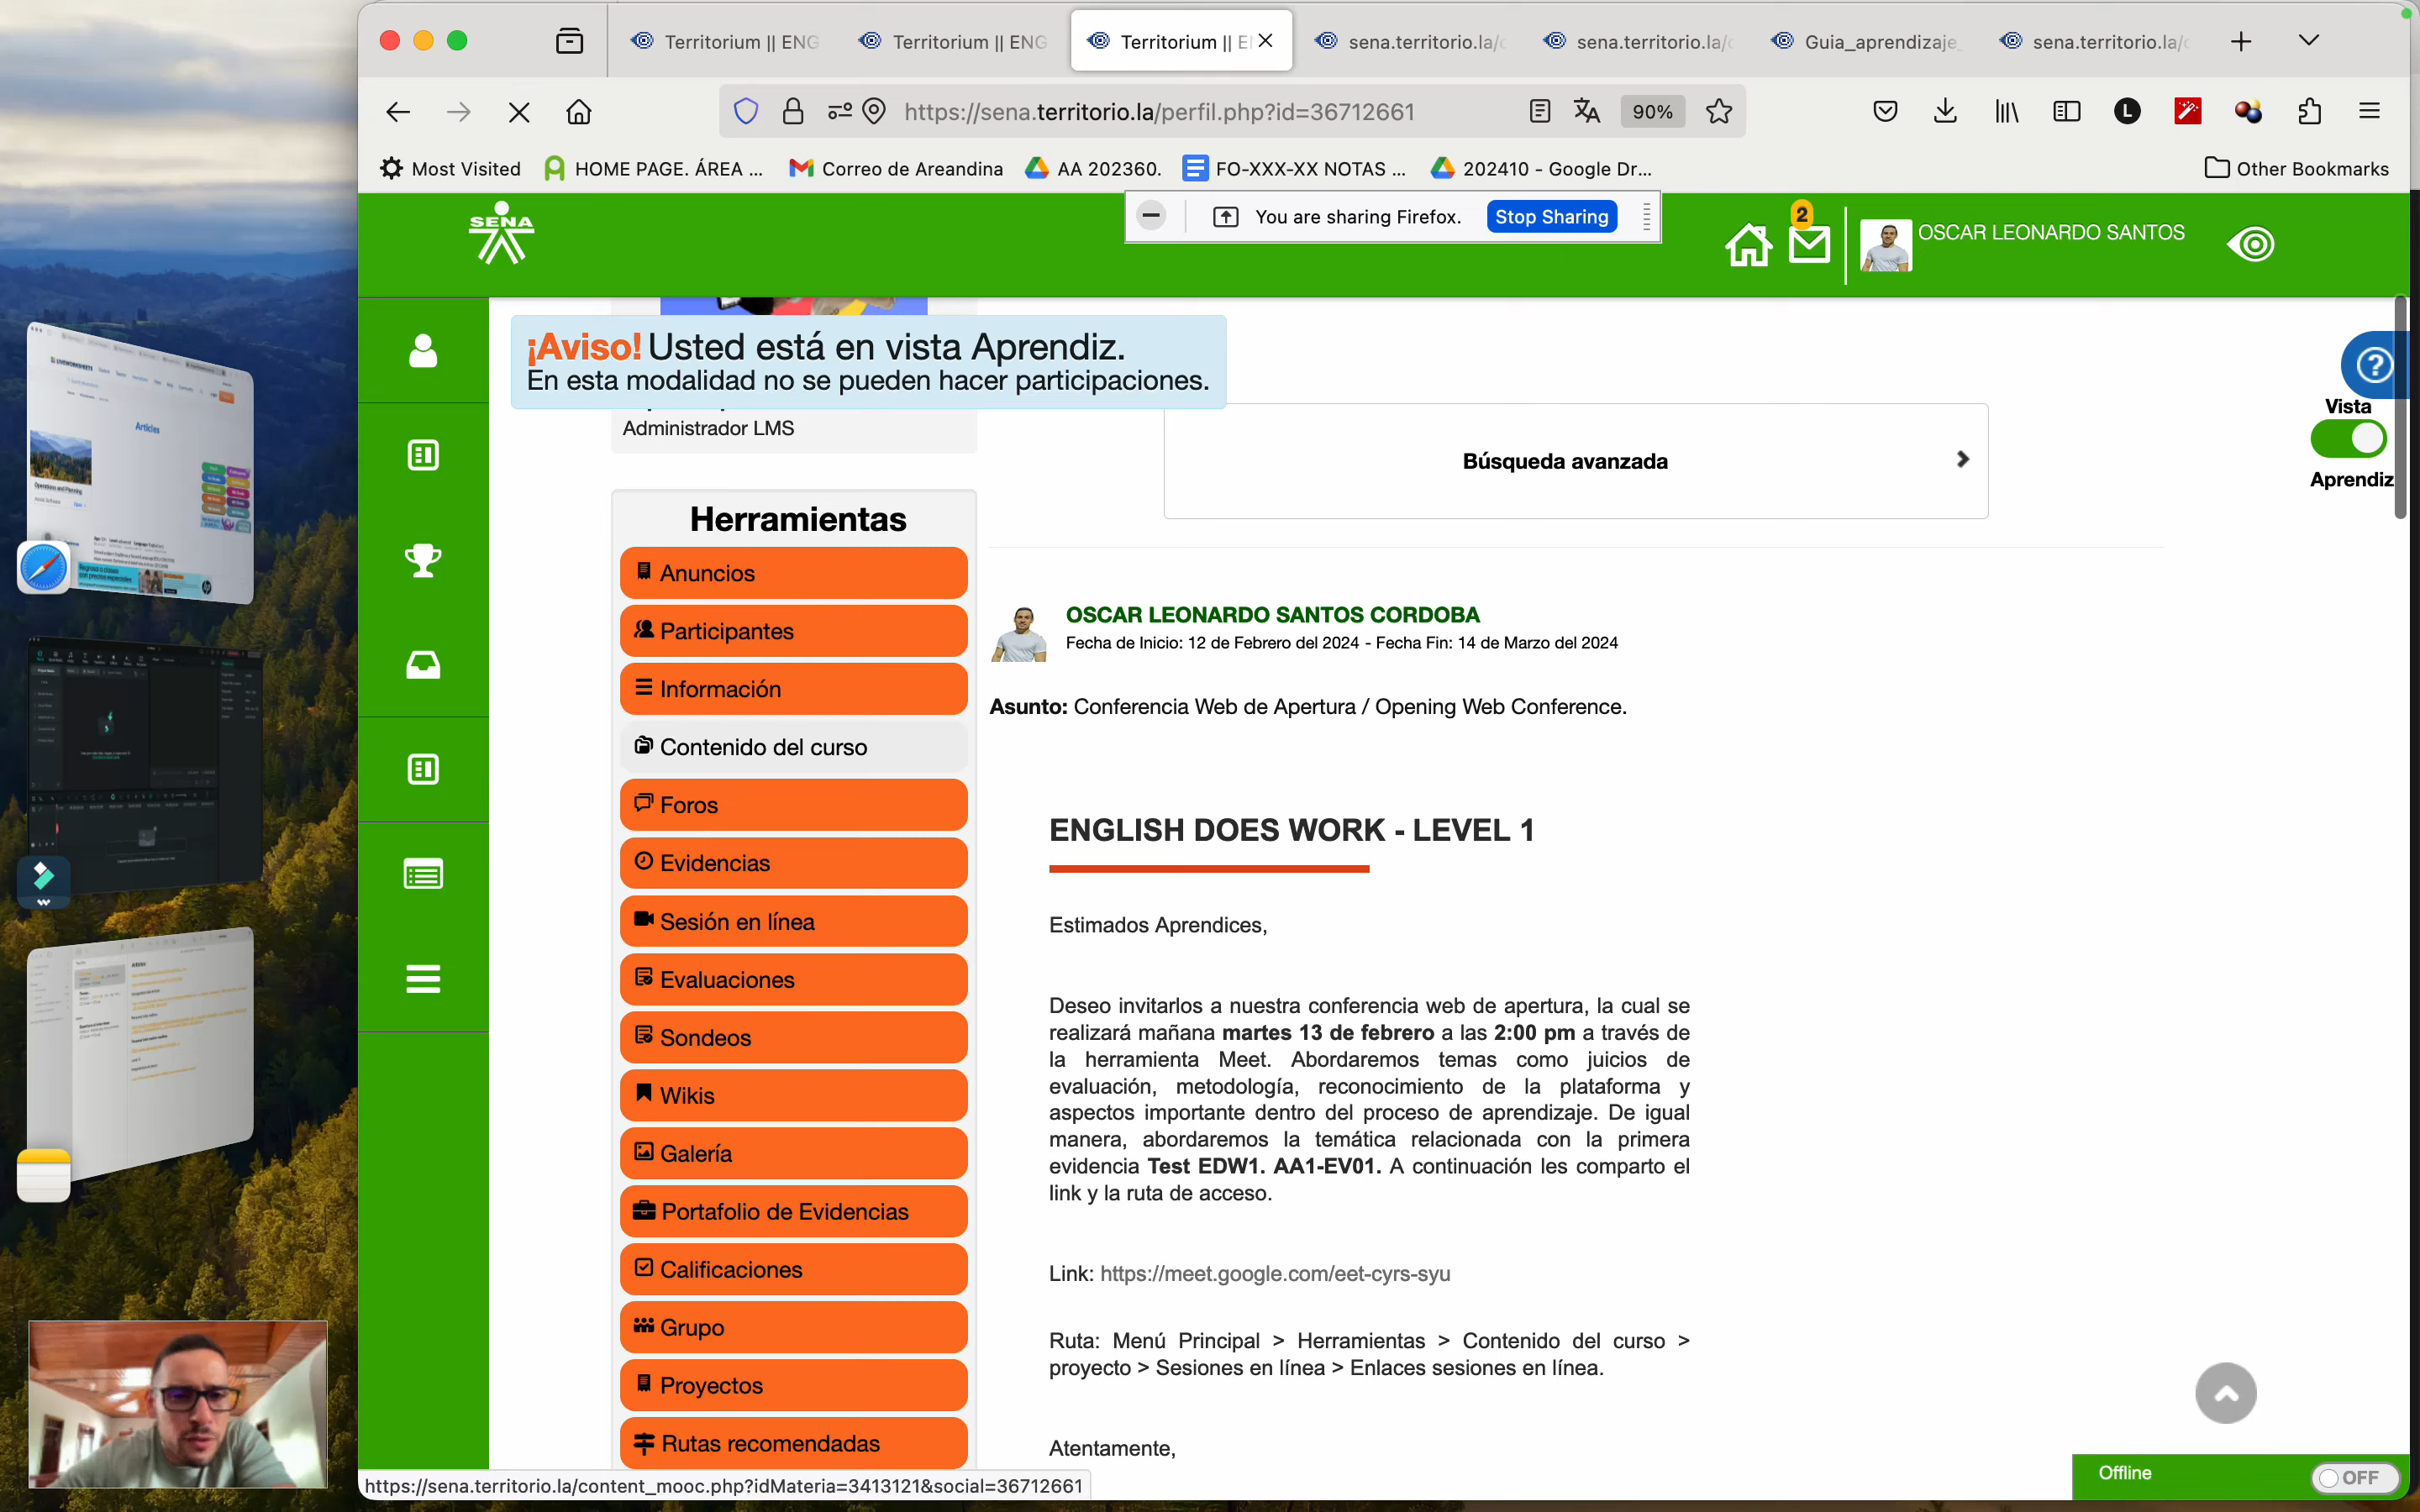 Territorium || ENG
Territorium || ENG
Territorium || E
sena.territorio.la/
sena.territorio.la/
Guia_aprendizaje_
sena.territorio.la/
https://sena.territorio.la/perfil.php?id=36712661
90%
L
Most Visited
HOME PAGE. ÁREA ...
Correo de Areandina
AA 202360.
FO-XXX-XX NOTAS ...
202410 - Google Dr...
Other Bookmarks
You are sharing Firefox.
Stop Sharing
SENA
2
OSCAR LEONARDO SANTOS
¡Aviso! Usted está en vista Aprendiz.
En esta modalidad no se pueden hacer participaciones.
Administrador LMS
Vista
Aprendiz
Búsqueda avanzada
Herramientas
Anuncios
Participantes
Información
Contenido del curso
Foros
Evidencias
Sesión en línea
Evaluaciones
Sondeos
Wikis
Galería
Portafolio de Evidencias
Calificaciones
Grupo
Proyectos
Rutas recomendadas
OSCAR LEONARDO SANTOS CORDOBA
Fecha de Inicio: 12 de Febrero del 2024 - Fecha Fin: 14 de Marzo del 2024
Asunto: Conferencia Web de Apertura / Opening Web Conference.
ENGLISH DOES WORK - LEVEL 1
Estimados Aprendices,
Deseo invitarlos a nuestra conferencia web de apertura, la cual se
realizará mañana martes 13 de febrero a las 2:00 pm a través de
la herramienta Meet. Abordaremos temas como juicios de
evaluación, metodología, reconocimiento de la plataforma y
aspectos importante dentro del proceso de aprendizaje. De igual
manera, abordaremos la temática relacionada con la primera
evidencia Test EDW1. AA1-EV01. A continuación les comparto el
link y la ruta de acceso.
Link: https://meet.google.com/eet-cyrs-syu
Ruta: Menú Principal > Herramientas > Contenido del curso >
proyecto > Sesiones en línea > Enlaces sesiones en línea.
Atentamente,
Offline
OFF
https://sena.territorio.la/content_mooc.php?idMateria=3413121&social=36712661
Articles
Operations and Planning